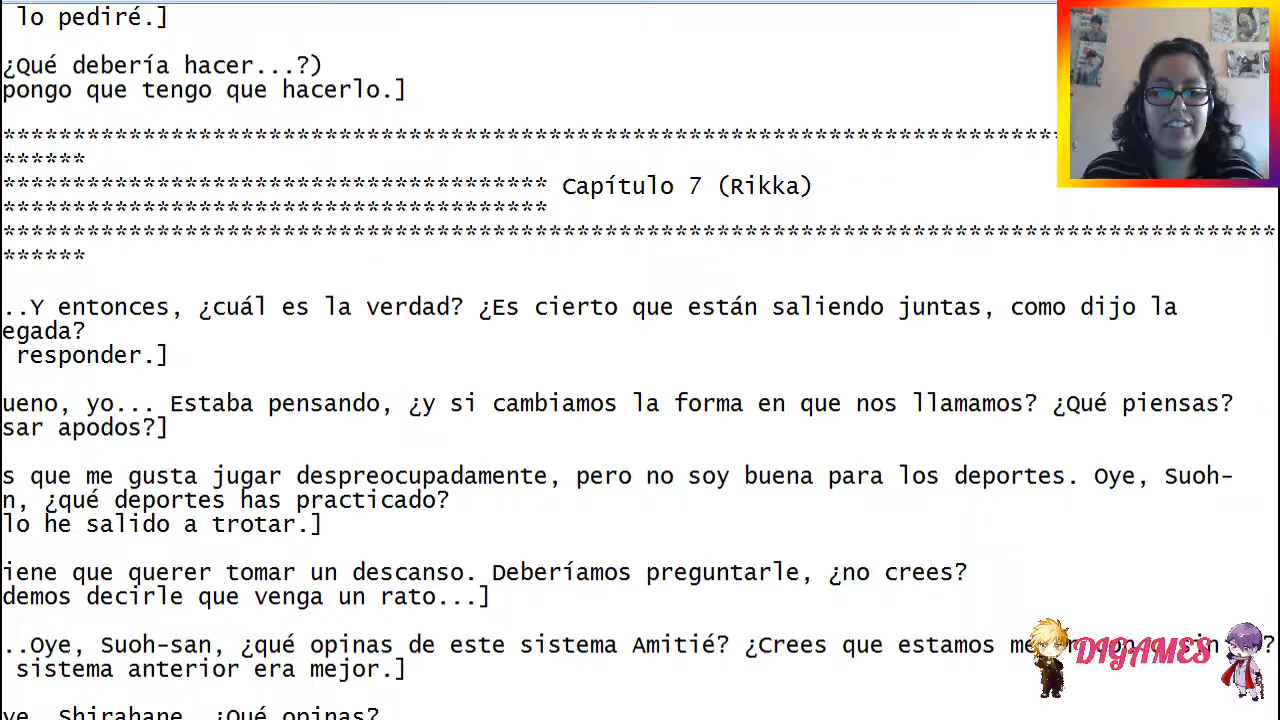 lo pediré.]
¿Qué debería hacer...?)
pongo que tengo que hacerlo.]
***************************************************************************
******
*************************************** Capítulo 7 (Rikka)
***************************************
*******************************************************************************************
******
..Y entonces, ¿cuál es la verdad? ¿Es cierto que están saliendo juntas, como dijo la
egada?
responder.]
ueno, yo... Estaba pensando, ¿y si cambiamos la forma en que nos llamamos? ¿Qué piensas?
sar apodos?]
s que me gusta jugar despreocupadamente, pero no soy buena para los deportes. Oye, Suoh-
n, ¿qué deportes has practicado?
lo he salido a trotar.]
iene que querer tomar un descanso. Deberíamos preguntarle, ¿no crees?
demos decirle que venga un rato...]
..Oye, Suoh-san, ¿qué opinas de este sistema Amitié? ¿Crees que estamos
sistema anterior era mejor.]
DIGAMES
ye, Shirahane. ¿Qué opinas?